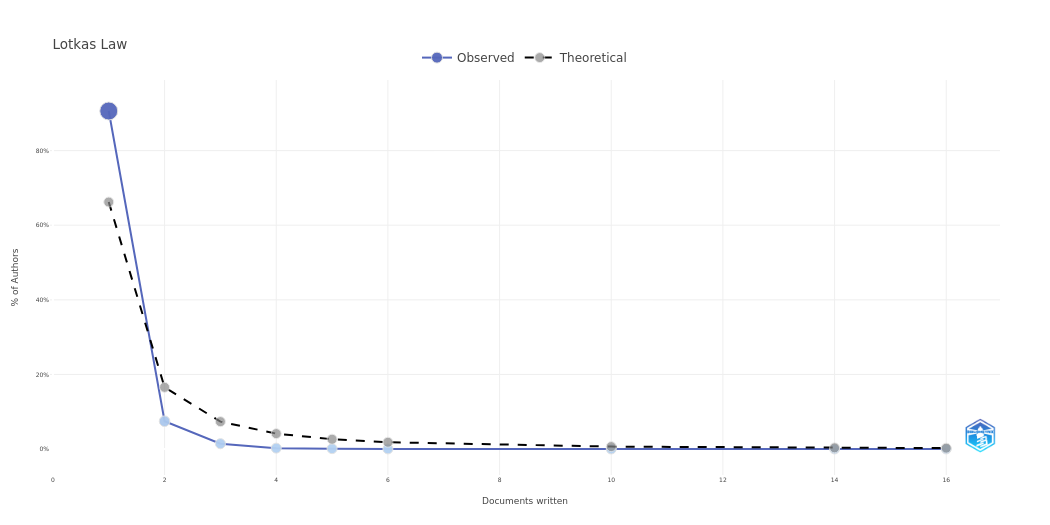 Lotkas Law
Observed
Theoretical
% of Authors
80%
60%
40%
20%
0%
0 2 4 6 8 10 12 14 16
Documents written